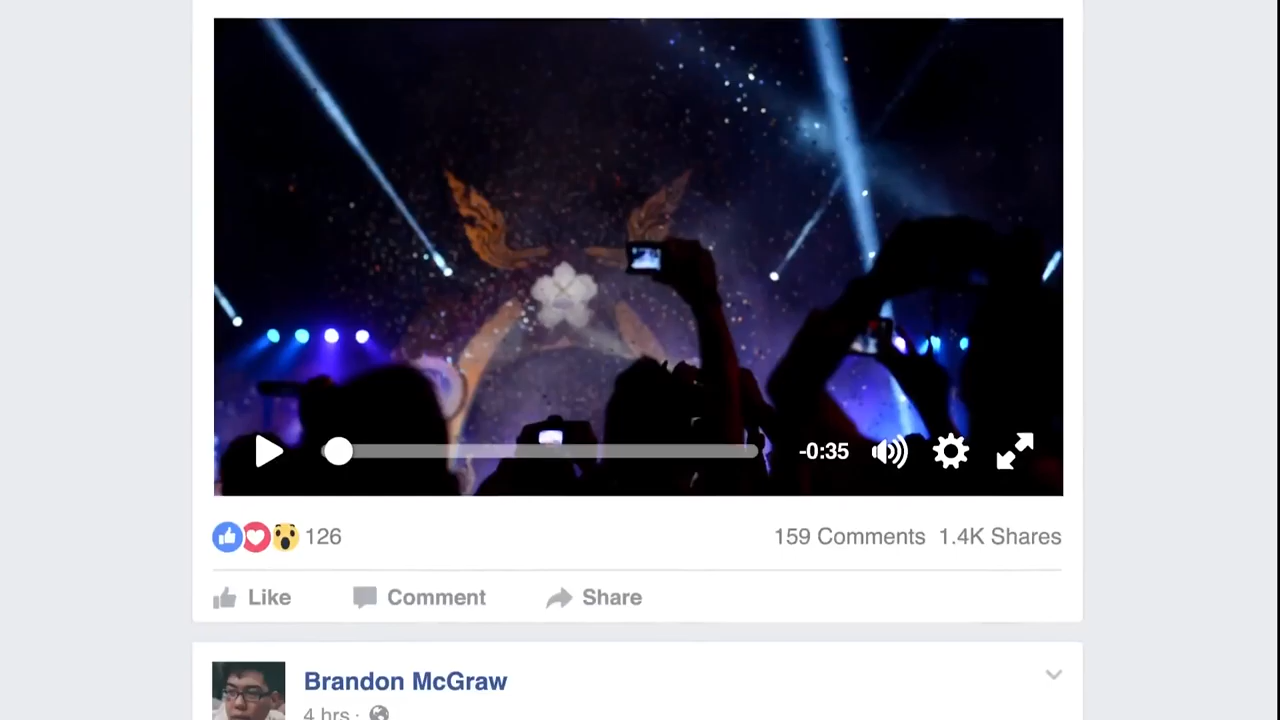 -0:35
126
159 Comments 1.4K Shares
Like Comment Share
Brandon McGraw
4 hrs ·